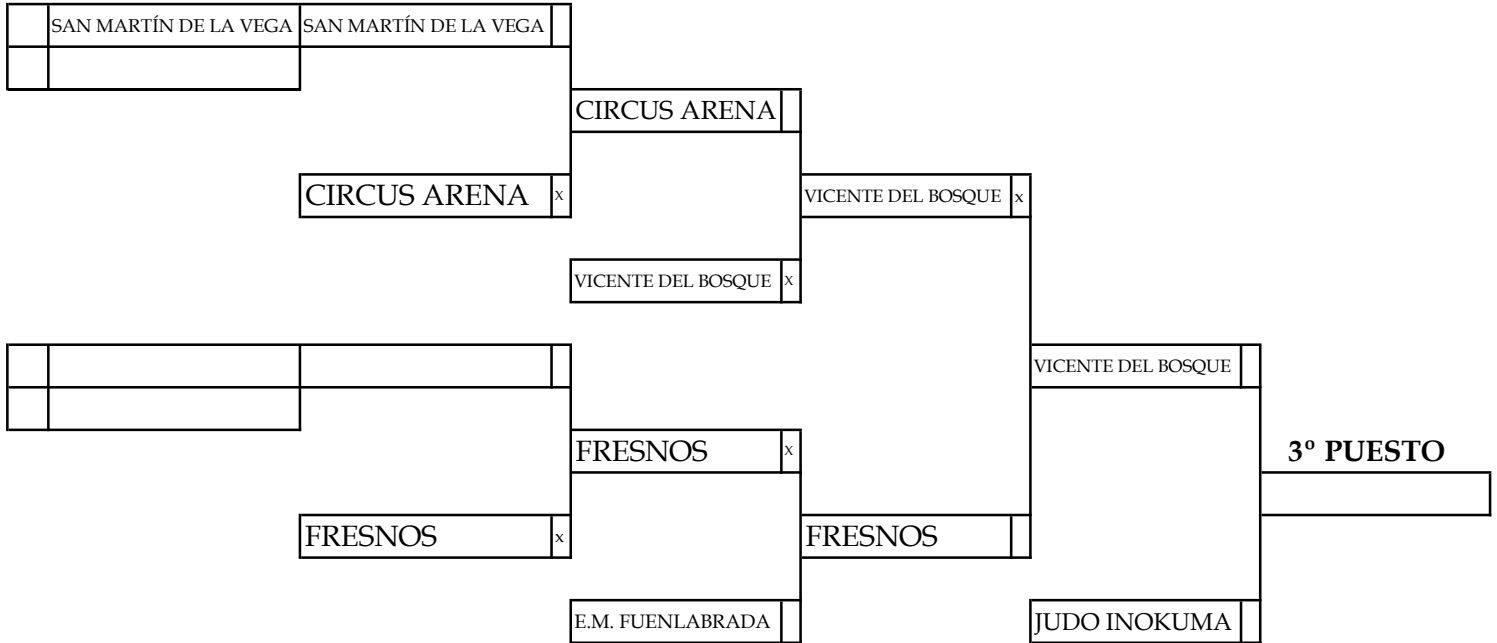 SAN MARTÍN DE LA VEGA SAN MARTÍN DE LA VEGA
CIRCUS ARENA
CIRCUS ARENA x
VICENTE DEL BOSQUE x
VICENTE DEL BOSQUE x
VICENTE DEL BOSQUE
FRESNOS x
3º PUESTO
FRESNOS x
FRESNOS
E.M. FUENLABRADA
JUDO INOKUMA